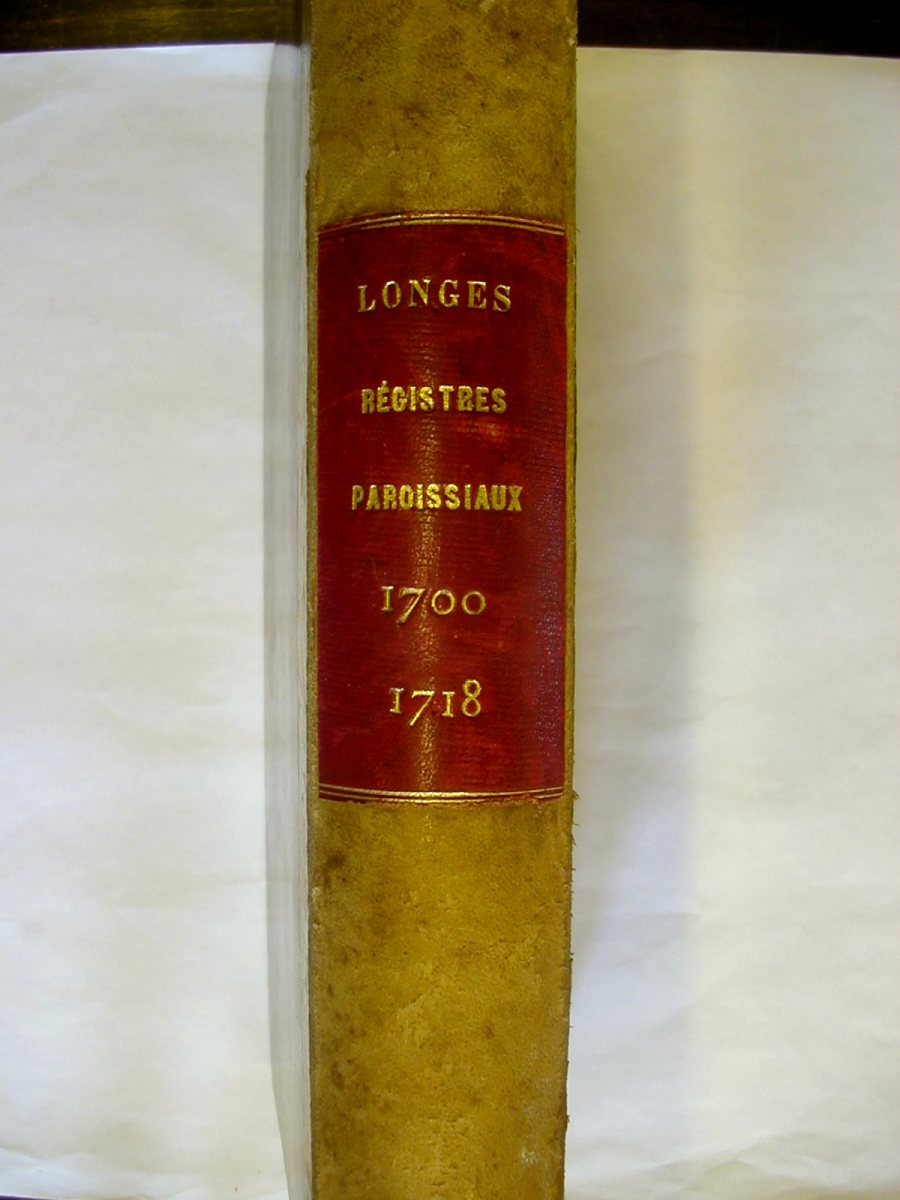 LONGES
RÉGISTRES
PAROISSIAUX
1700
1718